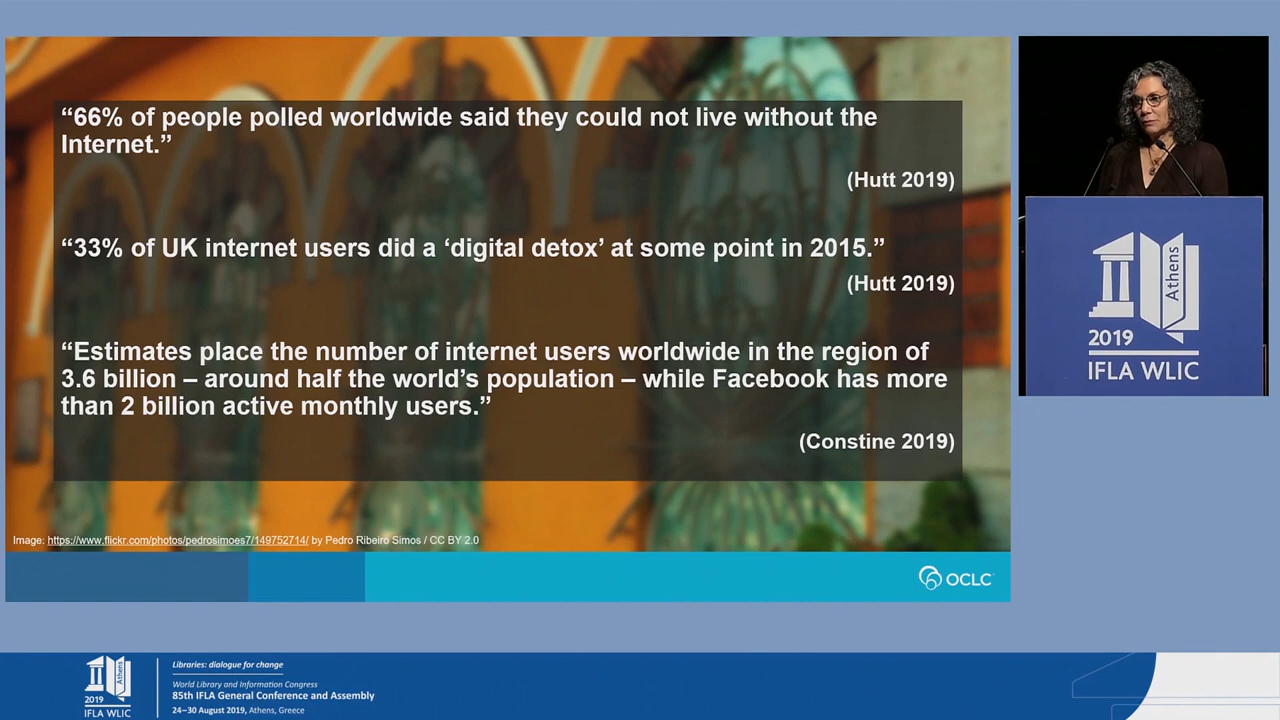 “66% of people polled worldwide said they could not live without the
Internet.”
(Hutt 2019)
“33% of UK internet users did a ‘digital detox’ at some point in 2015.”
(Hutt 2019)
“Estimates place the number of internet users worldwide in the region of
3.6 billion – around half the world’s population – while Facebook has more
than 2 billion active monthly users.”
(Constine 2019)
Image: https://www.flickr.com/photos/pedrosimoes7/149752714/ by Pedro Ribeiro Simos / CC BY 2.0
OCLC
Athens
2019
IFLA WLIC
Athens
2019
IFLA WLIC
Libraries: dialogue for change
World Library and Information Congress
85th IFLA General Conference and Assembly
24–30 August 2019, Athens, Greece